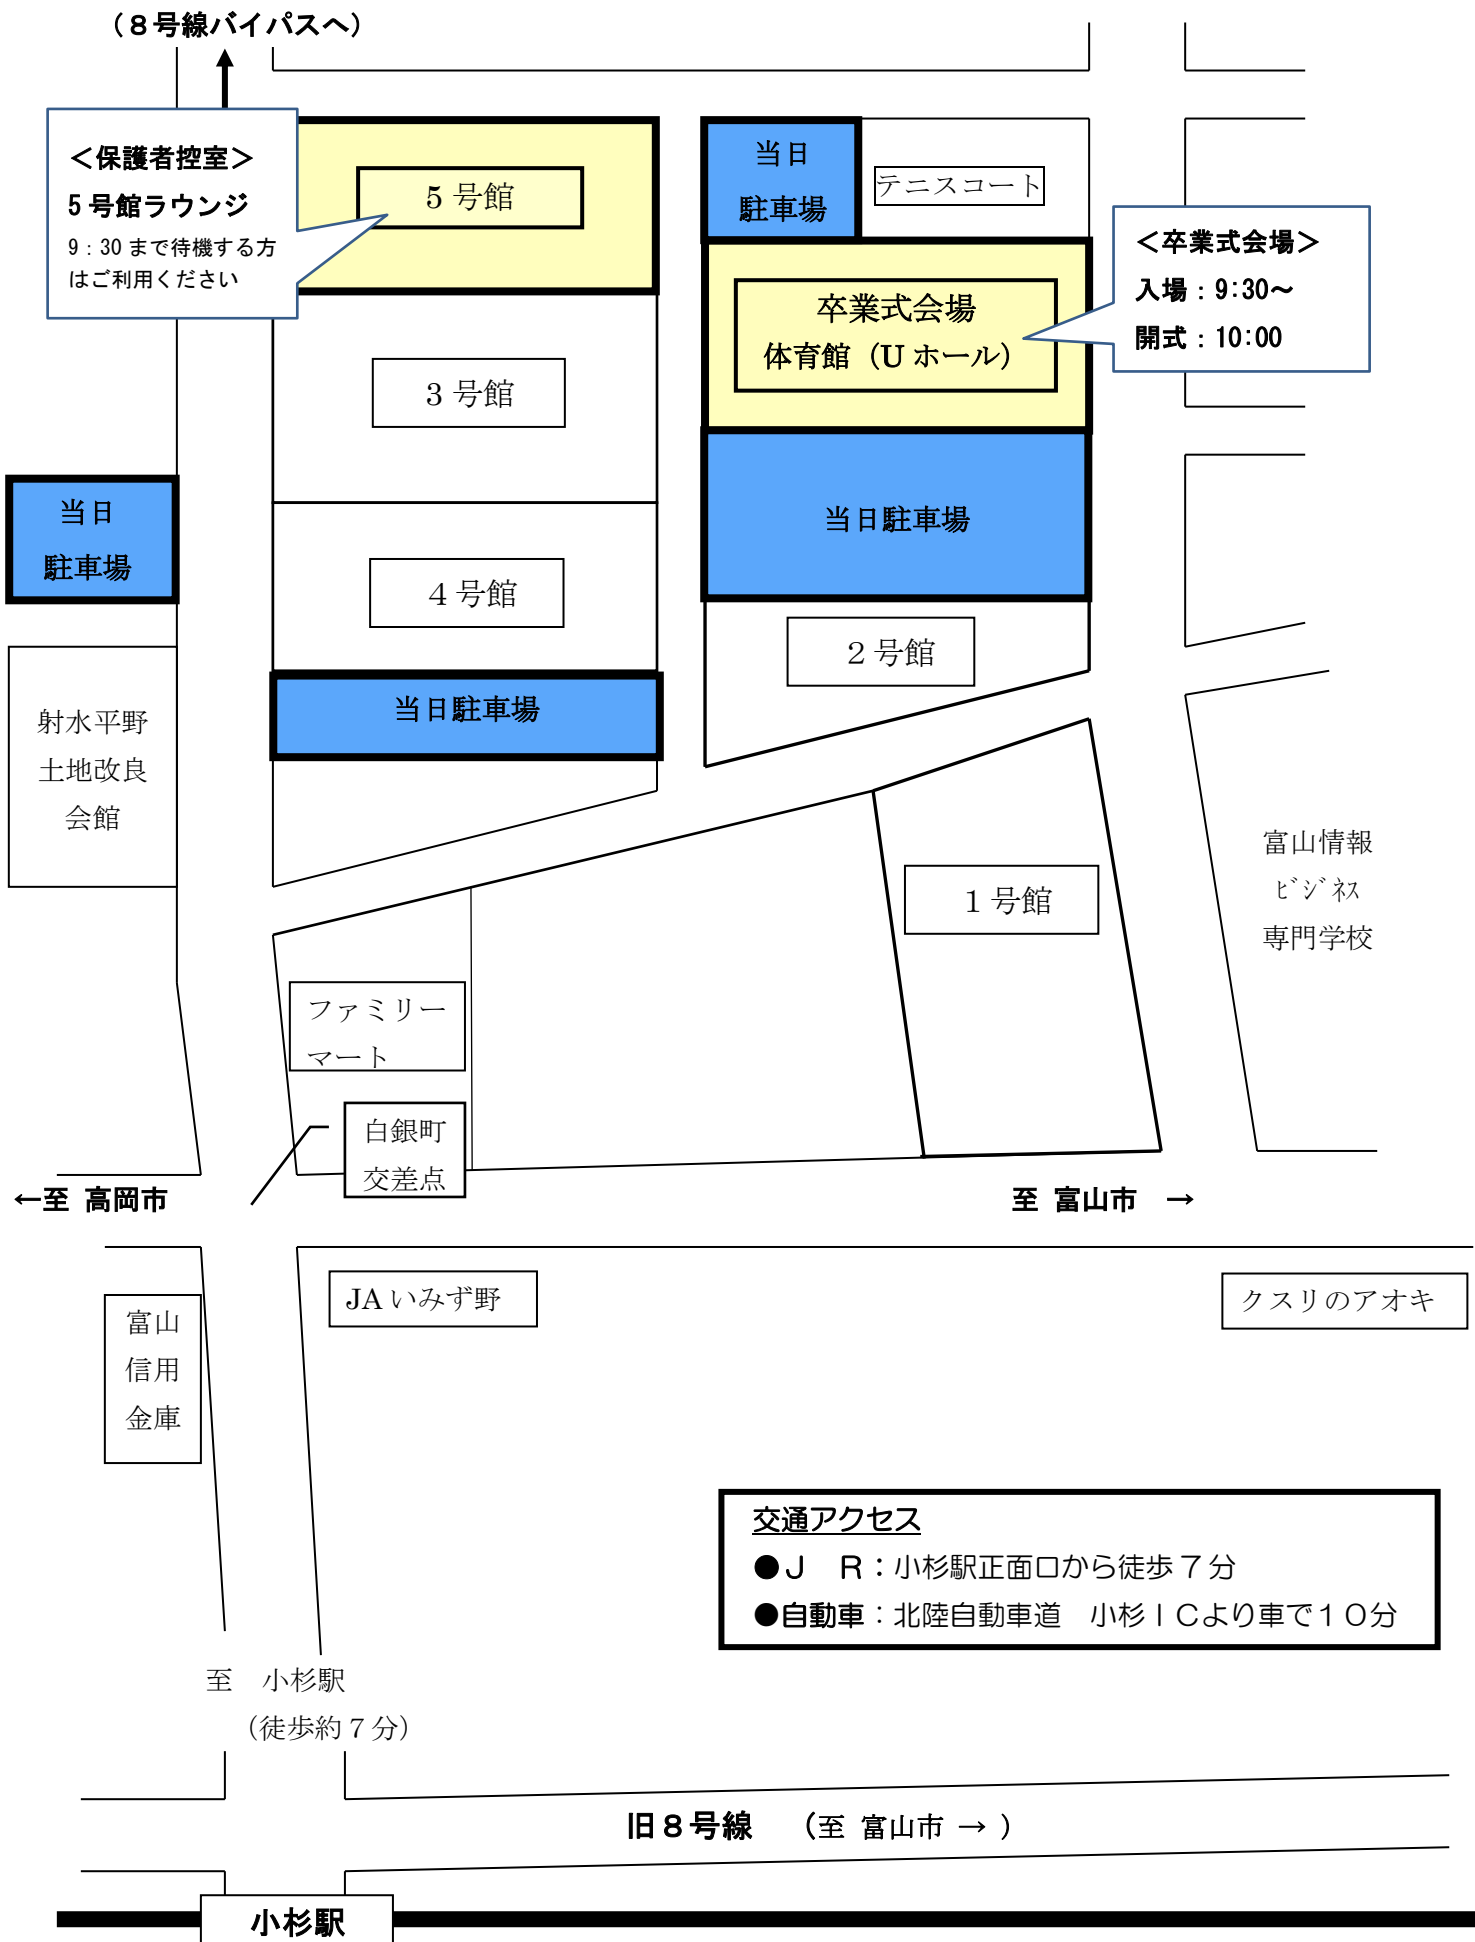 （８号線バイパスへ）
＜保護者控室＞
５号館ラウンジ
9：30 まで待機する方
はご利用ください
５号館
当日
駐車場
テニスコート
＜卒業式会場＞
入場：9:30～
開式：10:00
卒業式会場
体育館（U ホール）
３号館
当日
駐車場
当日駐車場
４号館
２号館
当日駐車場
射水平野
土地改良
会館
１号館
富山情報
ビジネス
専門学校
ファミリー
マート
白銀町
交差点
←至 高岡市
至 富山市　→
JA いみず野
クスリのアオキ
富山
信用
金庫
交通アクセス
●Ｊ　Ｒ：小杉駅正面口から徒歩７分
●自動車：北陸自動車道　小杉ＩＣより車で１０分
至　小杉駅
（徒歩約７分）
旧８号線　（至 富山市 → ）
小杉駅